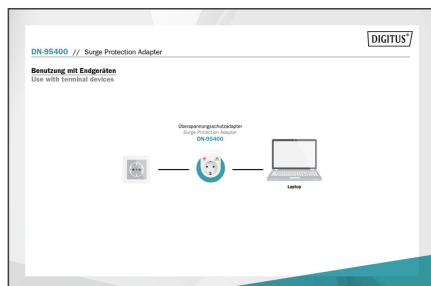 DIGITUS®
DN-95400 // Surge Protection Adapter
Benutzung mit Endgeräten
Use with terminal devices
Überspannungsschutzadapter
Surge Protection Adapter
DN-95400
Laptop